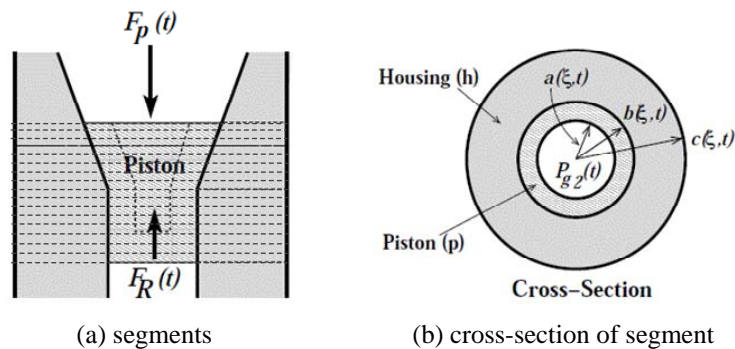 F_p (t)
Piston
F_R (t)
(a) segments
Housing (h)
a(ξ,t)
b(ξ,t)
c(ξ,t)
P_g2(t)
Piston (p)
Cross–Section
(b) cross-section of segment